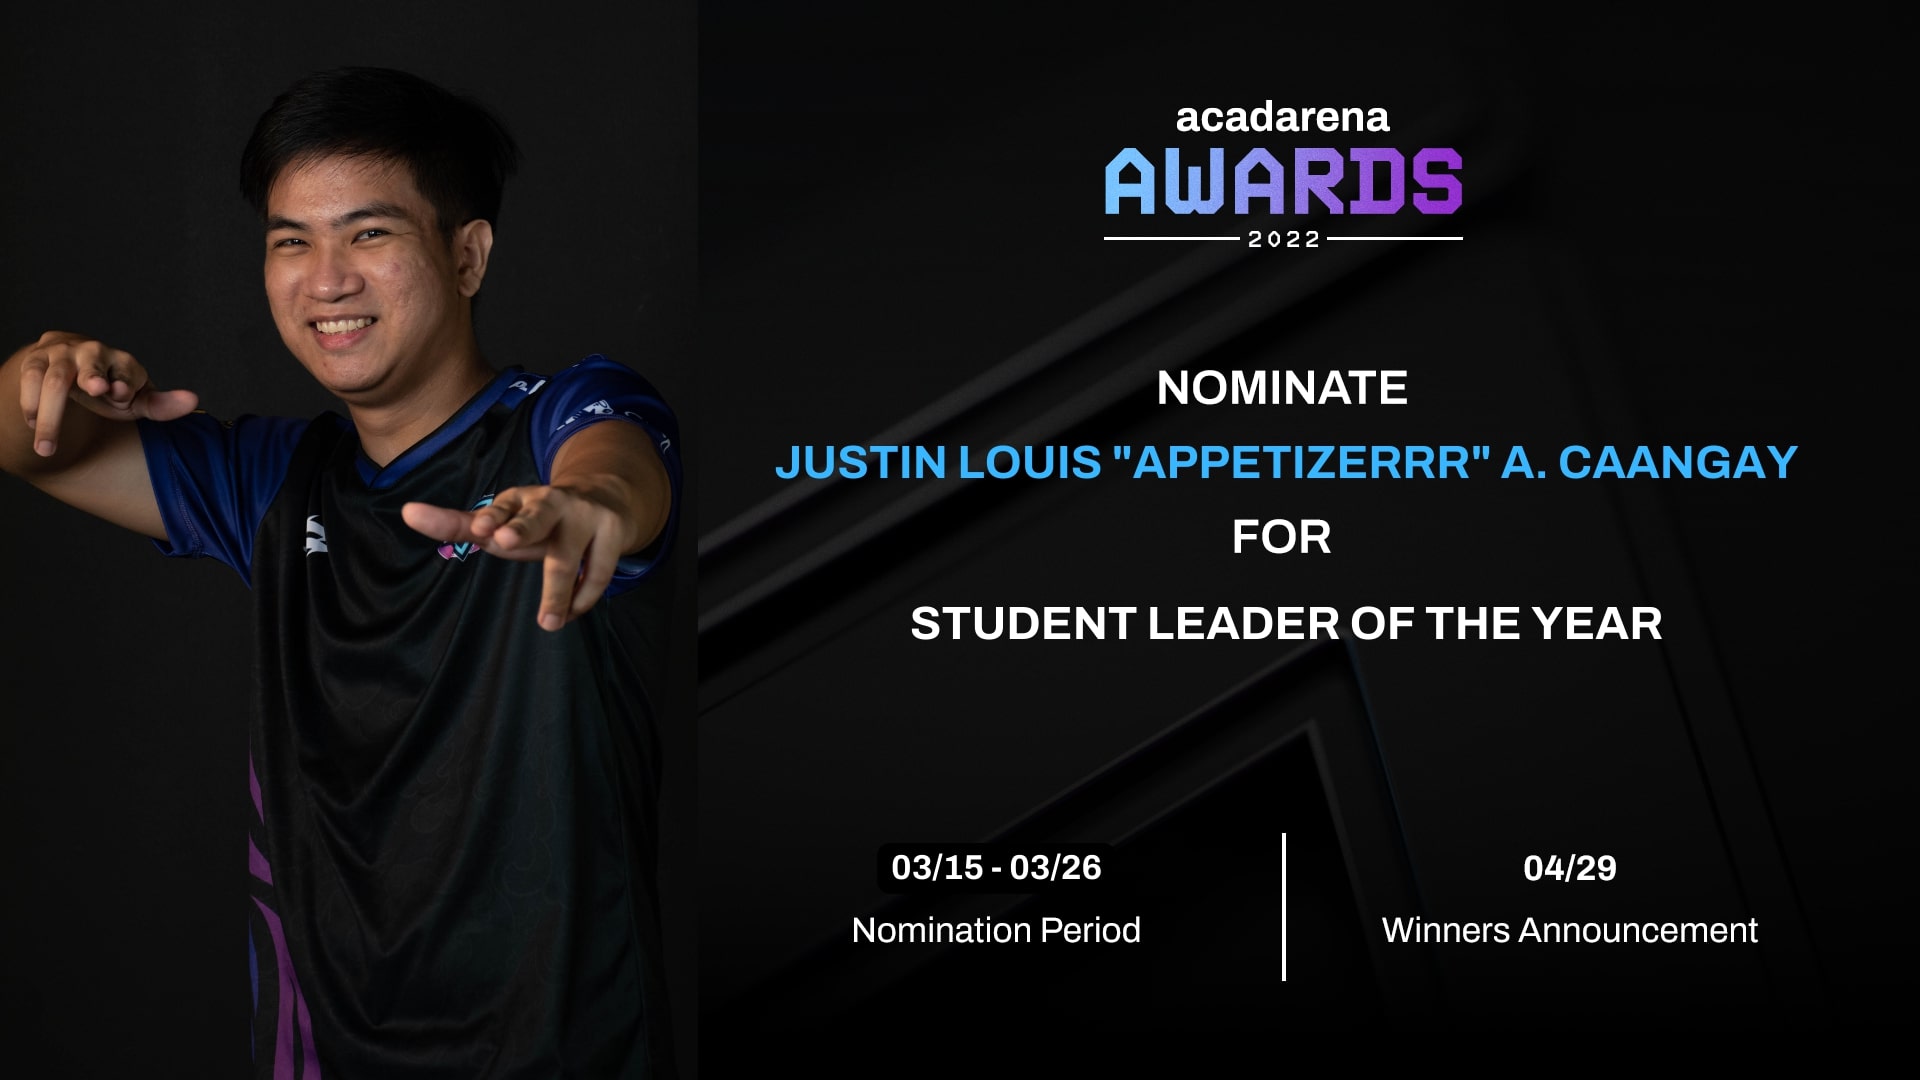 acadarena
AWARDS
2022
NOMINATE
JUSTIN LOUIS "APPETIZERRR" A. CAANGAY
FOR
STUDENT LEADER OF THE YEAR
03/15 - 03/26
Nomination Period
04/29
Winners Announcement